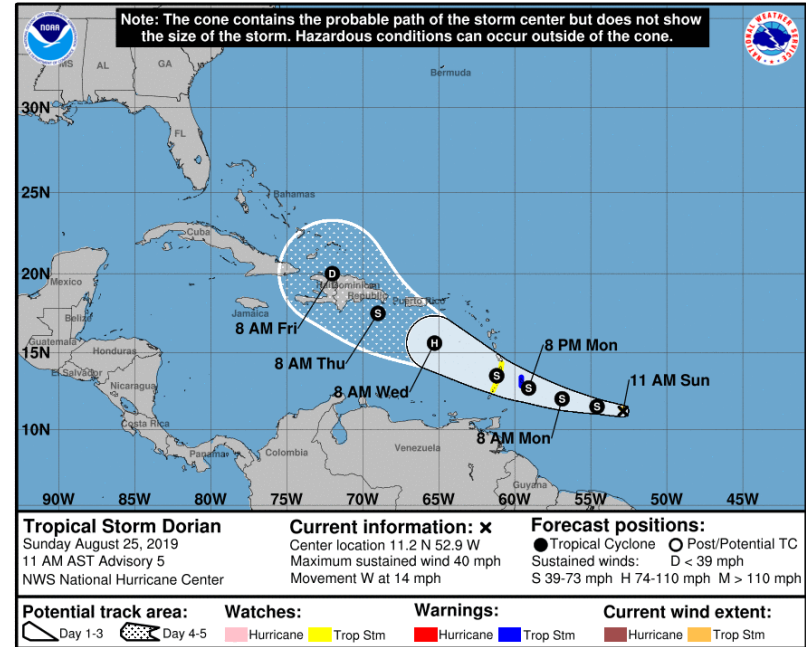 Note: The cone contains the probable path of the storm center but does not show
the size of the storm. Hazardous conditions can occur outside of the cone.
NOAA
NATIONAL WEATHER SERVICE
MS
AL
GA
Bermuda
30N
FL
25N
Bahamas
Cuba
20N
Mexico
D
Dominican
Republic
Puerto Rico
Jamaica
8 AM Fri
S
Belize
8 PM Mon
15N
Guatemala
Honduras
8 AM Thu
H
El Salvador
S
S
11 AM Sun
Nicaragua
8 AM Wed
S
S
10N
Costa Rica
8 AM Mon
Panama
Colombia
Venezuela
Guyana
90W 85W 80W 75W 70W 65W 60W 55W 50W 45W
Tropical Storm Dorian
Sunday August 25, 2019
11 AM AST Advisory 5
NWS National Hurricane Center
Current information: x
Center location 11.2 N 52.9 W
Maximum sustained wind 40 mph
Movement W at 14 mph
Forecast positions:
Tropical Cyclone Post/Potential TC
Sustained winds: D < 39 mph
S 39-73 mph H 74-110 mph M > 110 mph
Potential track area:
Day 1-3 Day 4-5
Watches:
Hurricane Trop Stm
Warnings:
Hurricane Trop Stm
Current wind extent:
Hurricane Trop Stm